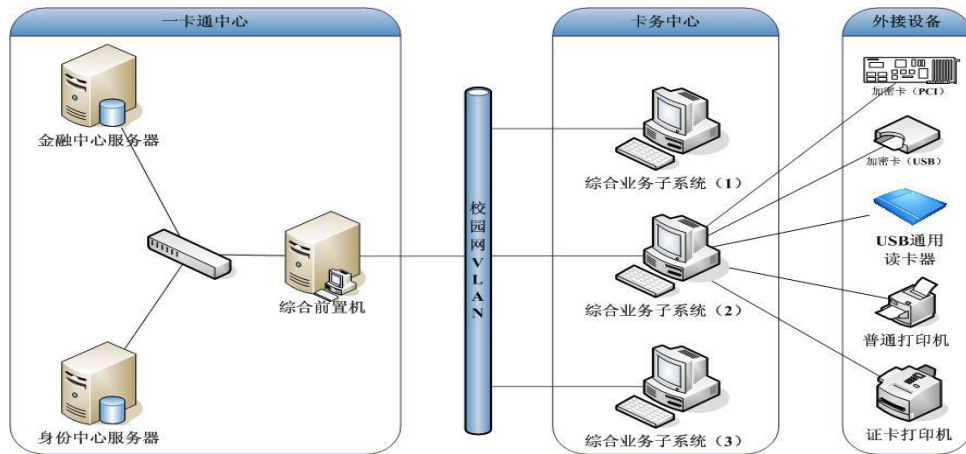 一卡通中心
卡务中心
外接设备
金融中心服务器
综合前置机
身份中心服务器
校园网VLAN
综合业务子系统（1）
综合业务子系统（2）
综合业务子系统（3）
加密卡（PCI）
加密卡（USB）
USB通用
读卡器
普通打印机
证卡打印机